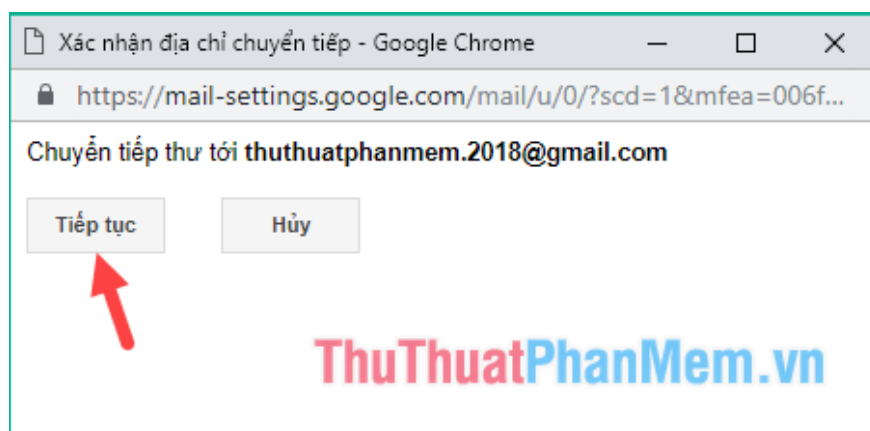 Xác nhận địa chỉ chuyển tiếp - Google Chrome
https://mail-settings.google.com/mail/u/0/?scd=1&mfea=006f...
Chuyển tiếp thư tới thuthuatphanmem.2018@gmail.com
Tiếp tục Hủy
ThuThuatPhanMem.vn